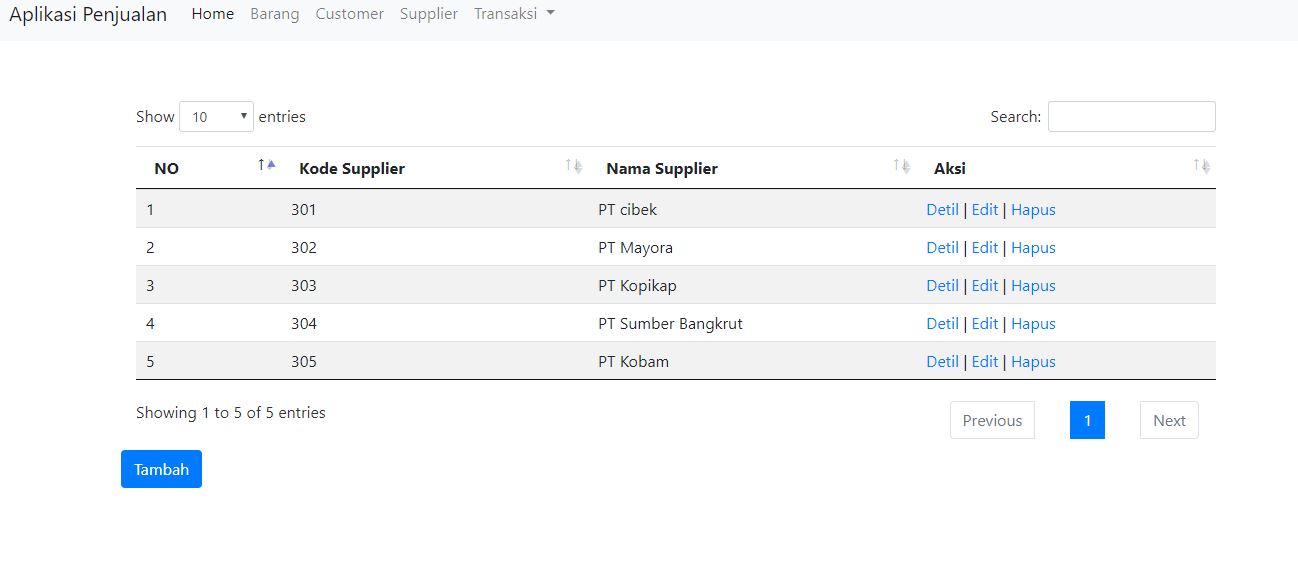 Aplikasi Penjualan Home Barang Customer Supplier Transaksi
Show 10 entries Search:
NO Kode Supplier Nama Supplier Aksi
1 301 PT cibek Detil | Edit | Hapus
2 302 PT Mayora Detil | Edit | Hapus
3 303 PT Kopikap Detil | Edit | Hapus
4 304 PT Sumber Bangkrut Detil | Edit | Hapus
5 305 PT Kobam Detil | Edit | Hapus
Showing 1 to 5 of 5 entries Previous 1 Next
Tambah